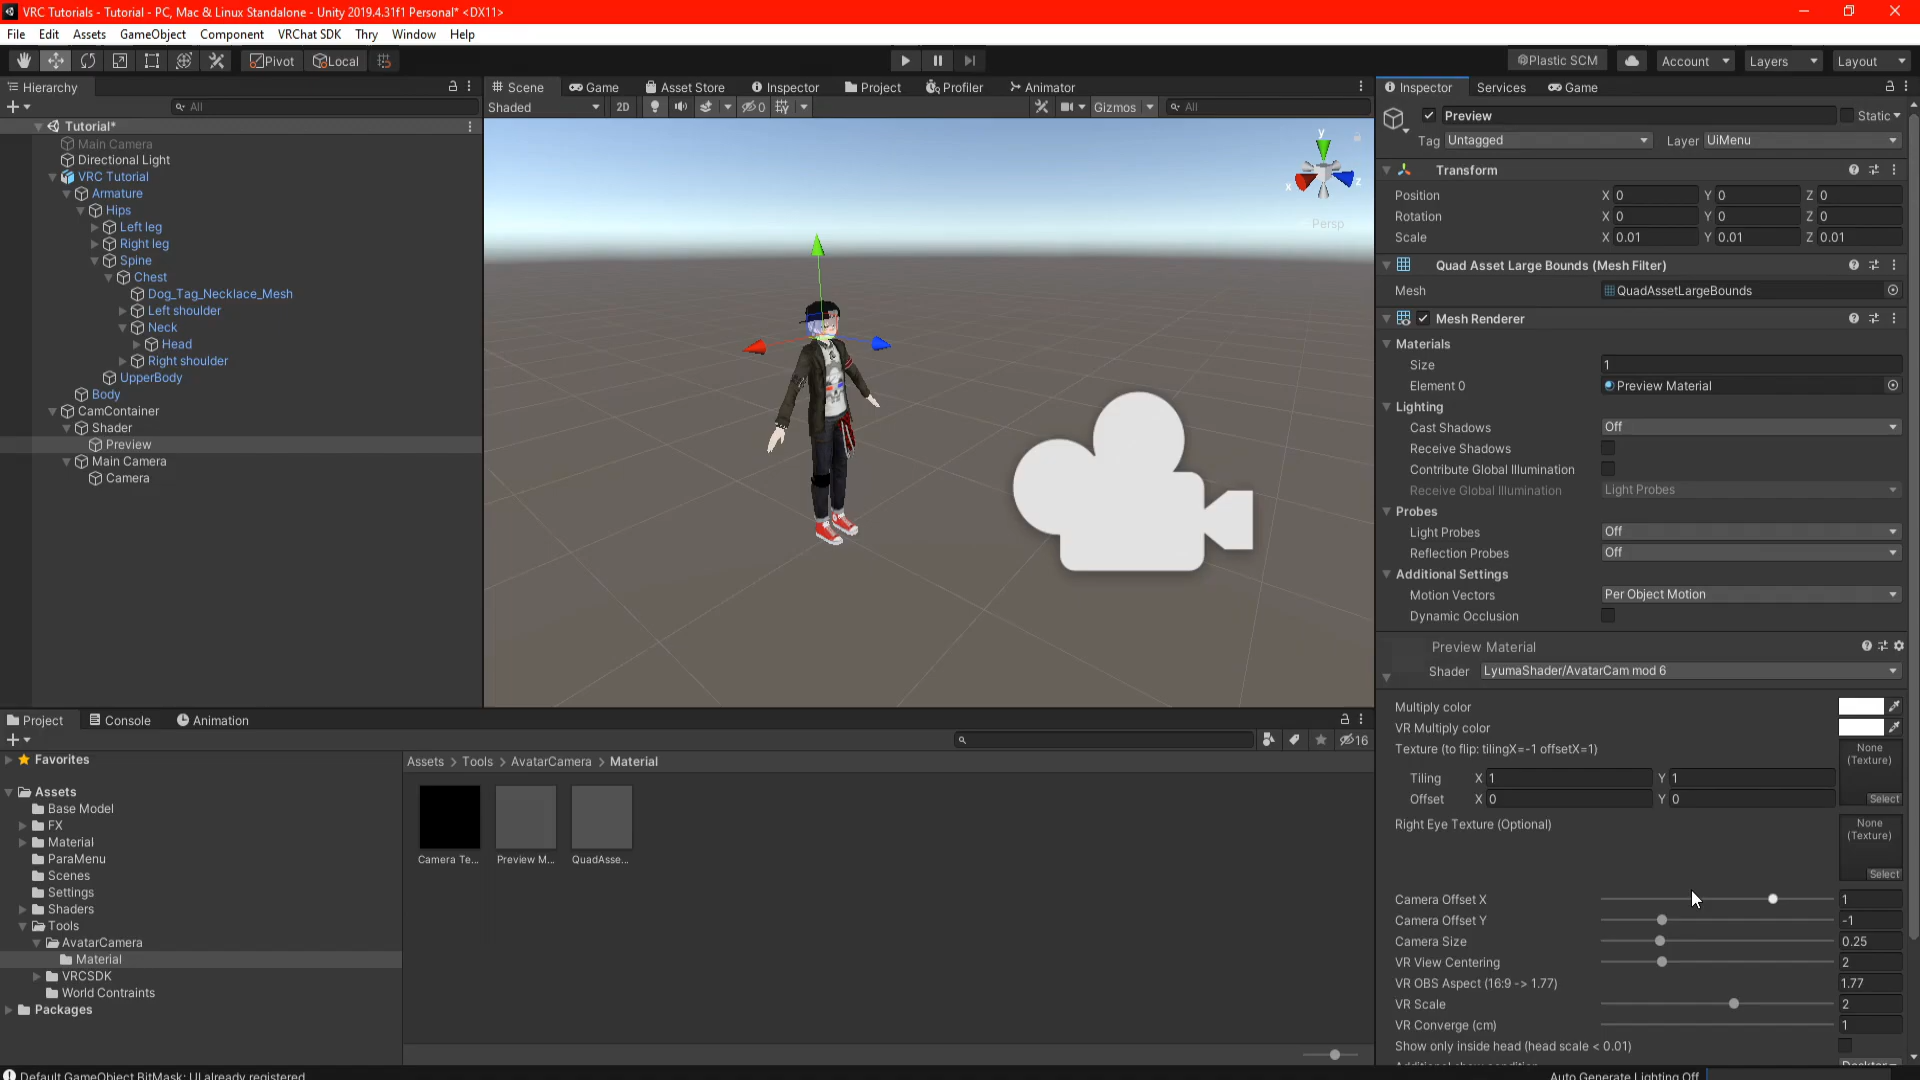 VRC Tutorials - Tutorial - PC, Mac & Linux Standalone - Unity 2019.4.31f1 Personal* <DX11>
File Edit Assets GameObject Component VRChat SDK Thry Window Help
Pivot Local Plastic SCM Account Layers Layout
Hierarchy
All
Tutorial*
Main Camera
Directional Light
VRC Tutorial
Armature
Hips
Left leg
Right leg
Spine
Chest
Dog_Tag_Necklace_Mesh
Left shoulder
Neck
Head
Right shoulder
UpperBody
Body
CamContainer
Shader
Preview
Main Camera
Camera
Scene Game Asset Store Inspector Project Profiler Animator
Shaded 2D 0 Gizmos All
y
x
z
Persp
Inspector Services Game
Preview Static
Tag Untagged Layer UiMenu
Transform
Position X 0 Y 0 Z 0
Rotation X 0 Y 0 Z 0
Scale X 0.01 Y 0.01 Z 0.01
Quad Asset Large Bounds (Mesh Filter)
Mesh QuadAssetLargeBounds
Mesh Renderer
Materials
Size 1
Element 0 Preview Material
Lighting
Cast Shadows Off
Receive Shadows
Contribute Global Illumination
Receive Global Illumination Light Probes
Probes
Light Probes Off
Reflection Probes Off
Additional Settings
Motion Vectors Per Object Motion
Dynamic Occlusion
Preview Material
Shader LyumaShader/AvatarCam mod 6
Multiply color
VR Multiply color
Texture (to flip: tilingX=-1 offsetX=1)
None
(Texture)
Tiling X 1 Y 1
Offset X 0 Y 0
Select
Right Eye Texture (Optional)
None
(Texture)
Select
Camera Offset X 1
Camera Offset Y -1
Camera Size 0.25
VR View Centering 2
VR OBS Aspect (16:9 -> 1.77) 1.77
VR Scale 2
VR Converge (cm) 1
Show only inside head (head scale < 0.01)
Project Console Animation
16
Favorites
Assets
Base Model
FX
Material
ParaMenu
Scenes
Settings
Shaders
Tools
AvatarCamera
Material
VRCSDK
World Contraints
Packages
Assets > Tools > AvatarCamera > Material
Camera Te... Preview M... QuadAsse...
Default GameObject BitMask: UI already registered
Auto Generate Lighting Off